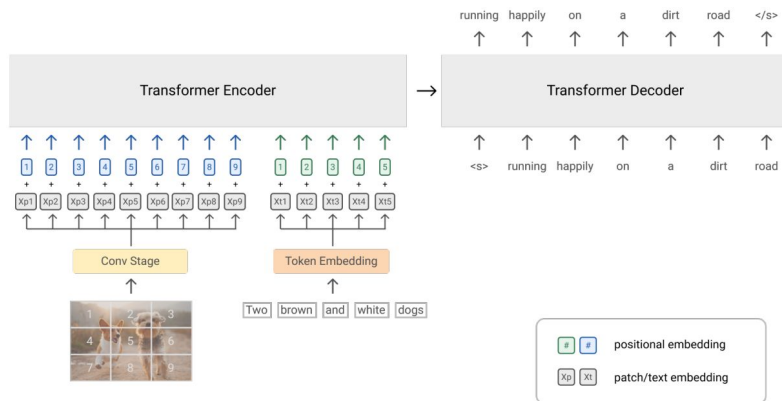 running happily on a dirt road </s>
Transformer Encoder
Transformer Decoder
1 2 3 4 5 6 7 8 9
1 2 3 4 5
+ + + + + + + + +
+ + + + +
<s> running happily on a dirt road
Xp1 Xp2 Xp3 Xp4 Xp5 Xp6 Xp7 Xp8 Xp9
Xt1 Xt2 Xt3 Xt4 Xt5
Conv Stage
Token Embedding
Two brown and white dogs
1 2 3
4 5 6
7 8 9
# # positional embedding
Xp Xt patch/text embedding